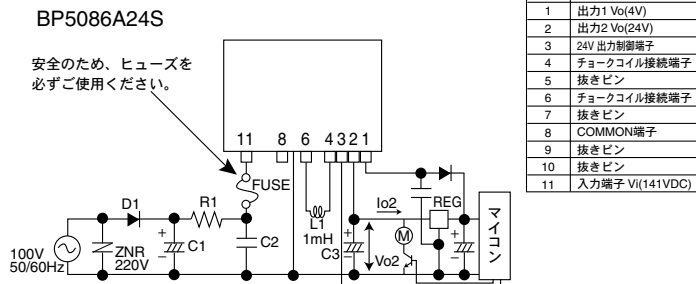 BP5086A24S
安全のため、ヒューズを
必ずご使用ください。
11 8 6 4 3 2 1
FUSE
D1
R1
L1
1mH
Io2
REG
M
マイコン
100V
50/60Hz
ZNR
220V
+
−
C1
C2
C3
+
−
Vo2
+
−
1 出力1 Vo(4V)
2 出力2 Vo(24V)
3 24V 出力制御端子
4 チョークコイル接続端子
5 抜きピン
6 チョークコイル接続端子
7 抜きピン
8 COMMON端子
9 抜きピン
10 抜きピン
11 入力端子 Vi(141VDC)